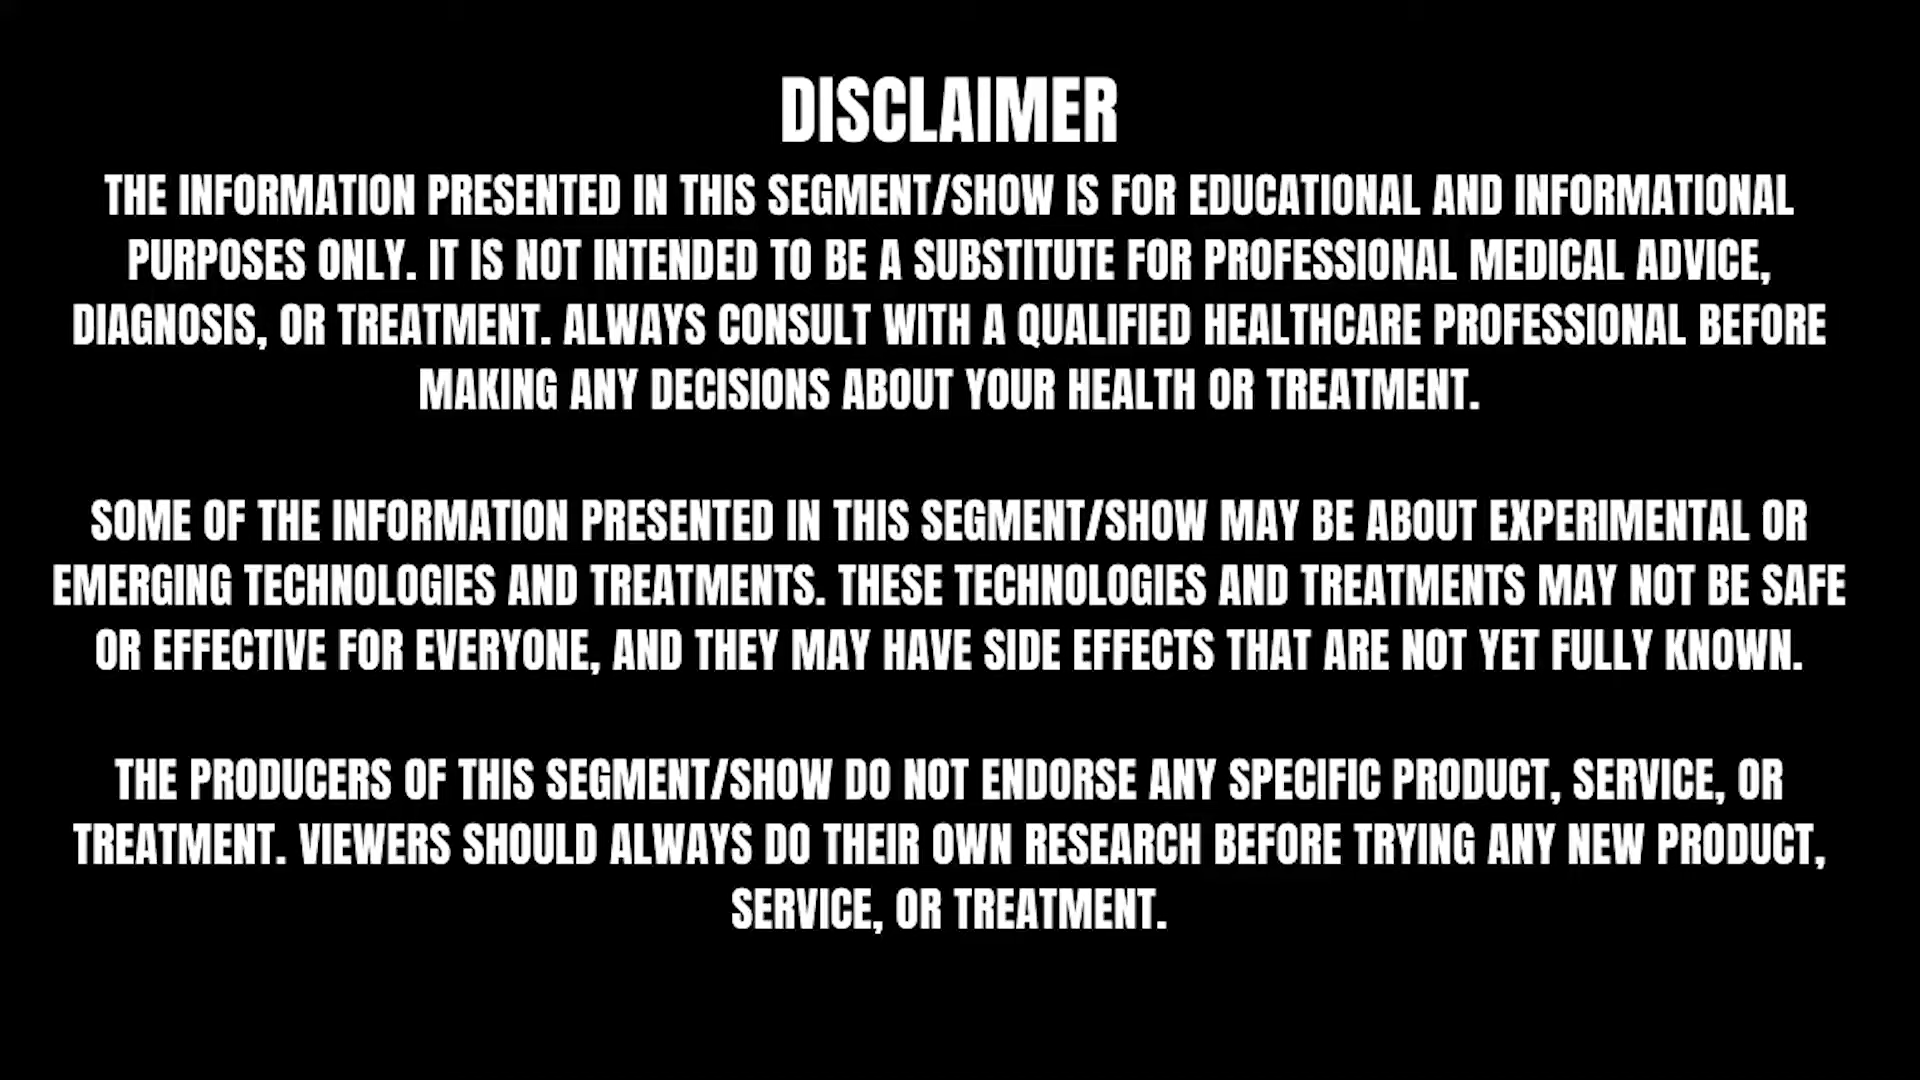 DISCLAIMER
THE INFORMATION PRESENTED IN THIS SEGMENT/SHOW IS FOR EDUCATIONAL AND INFORMATIONAL
PURPOSES ONLY. IT IS NOT INTENDED TO BE A SUBSTITUTE FOR PROFESSIONAL MEDICAL ADVICE,
DIAGNOSIS, OR TREATMENT. ALWAYS CONSULT WITH A QUALIFIED HEALTHCARE PROFESSIONAL BEFORE
MAKING ANY DECISIONS ABOUT YOUR HEALTH OR TREATMENT.
SOME OF THE INFORMATION PRESENTED IN THIS SEGMENT/SHOW MAY BE ABOUT EXPERIMENTAL OR
EMERGING TECHNOLOGIES AND TREATMENTS. THESE TECHNOLOGIES AND TREATMENTS MAY NOT BE SAFE
OR EFFECTIVE FOR EVERYONE, AND THEY MAY HAVE SIDE EFFECTS THAT ARE NOT YET FULLY KNOWN.
THE PRODUCERS OF THIS SEGMENT/SHOW DO NOT ENDORSE ANY SPECIFIC PRODUCT, SERVICE, OR
TREATMENT. VIEWERS SHOULD ALWAYS DO THEIR OWN RESEARCH BEFORE TRYING ANY NEW PRODUCT,
SERVICE, OR TREATMENT.